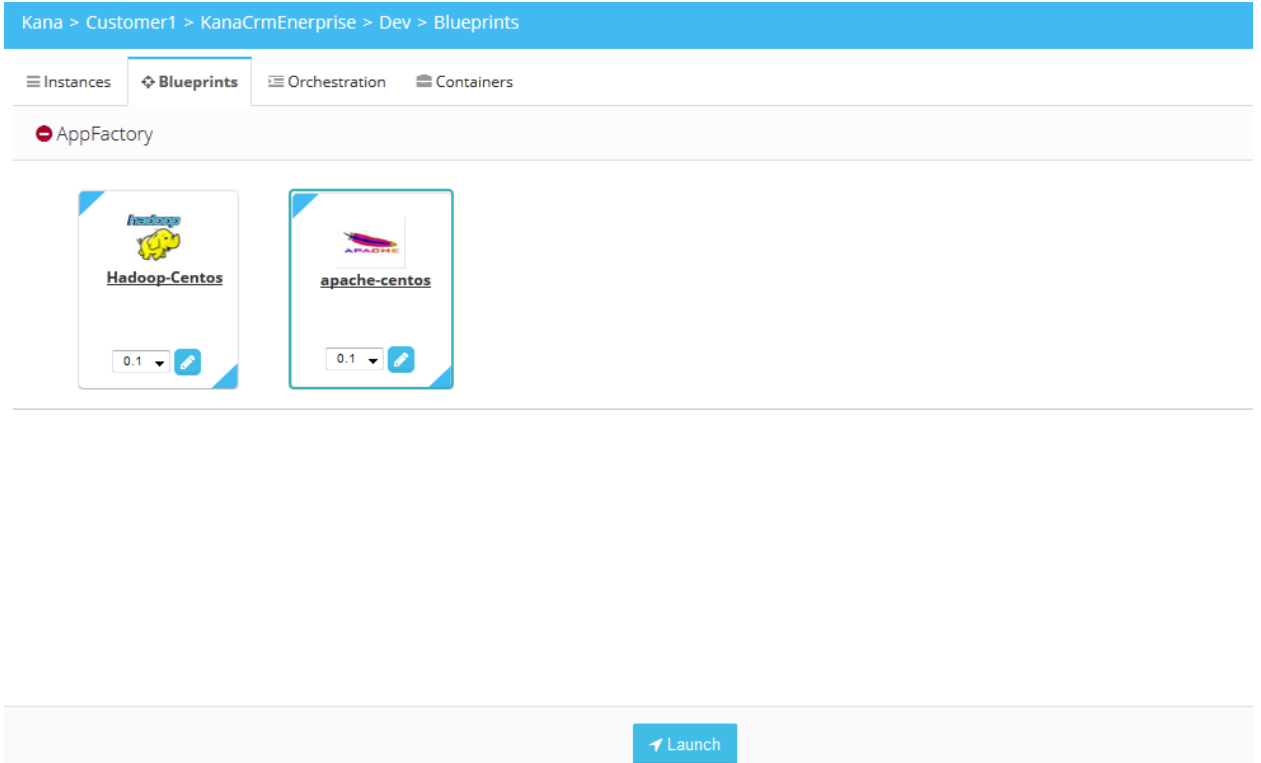 Kana > Customer1 > KanaCrmEnerprise > Dev > Blueprints
Instances Blueprints Orchestration Containers
AppFactory
hadoop
Hadoop-Centos
0.1
APACHE
apache-centos
0.1
Launch